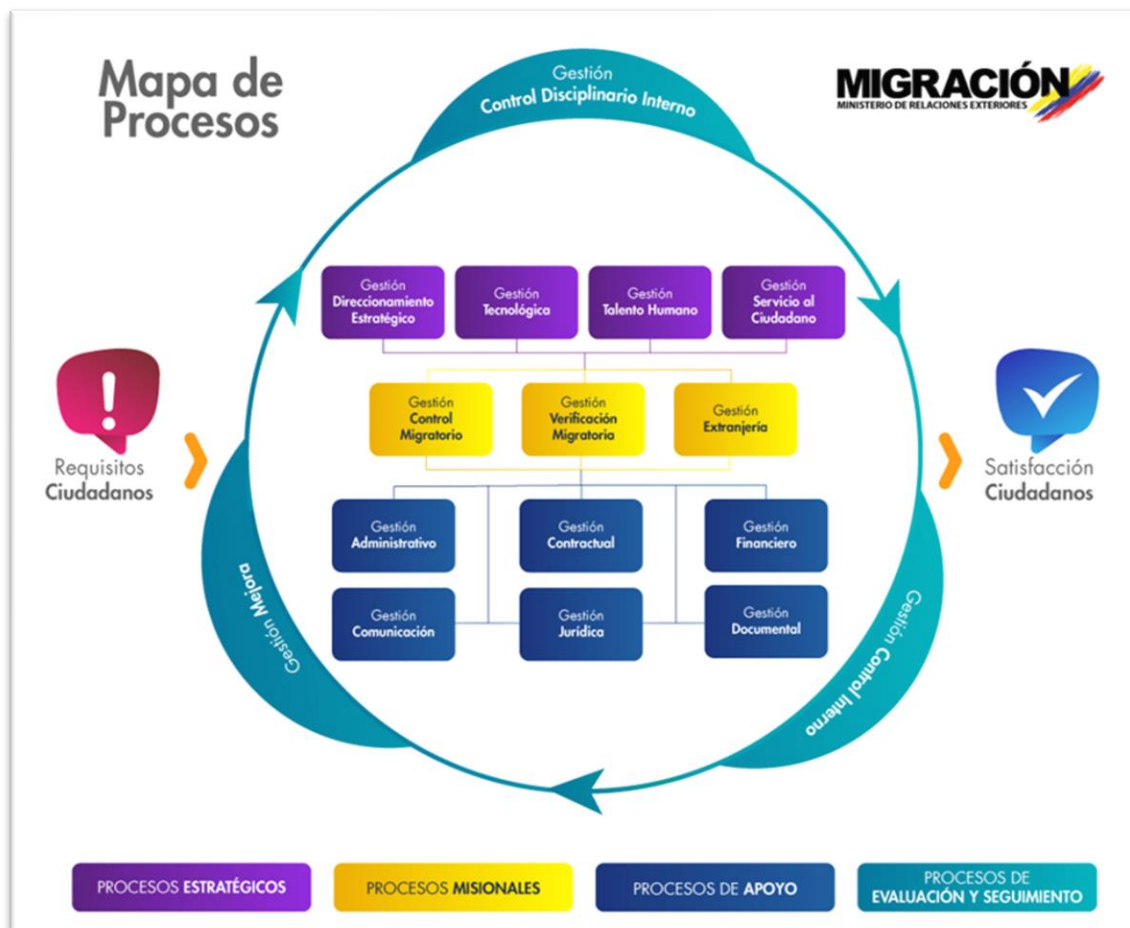 Mapa de
Procesos
MIGRACIÓN
MINISTERIO DE RELACIONES EXTERIORES
Gestión
Control Disciplinario Interno
Gestión
Direccionamiento
Estratégico
Gestión
Tecnológica
Gestión
Talento Humano
Gestión
Servicio al
Ciudadano
Requisitos
Ciudadanos
Gestión
Control
Migratorio
Gestión
Verificación
Migratoria
Gestión
Extranjería
Satisfacción
Ciudadanos
Gestión
Administrativo
Gestión
Contractual
Gestión
Financiero
Gestión
Comunicación
Gestión
Jurídica
Gestión
Documental
Gestión Mejora
Gestión Control Interno
PROCESOS ESTRATÉGICOS
PROCESOS MISIONALES
PROCESOS DE APOYO
PROCESOS DE
EVALUACIÓN Y SEGUIMIENTO